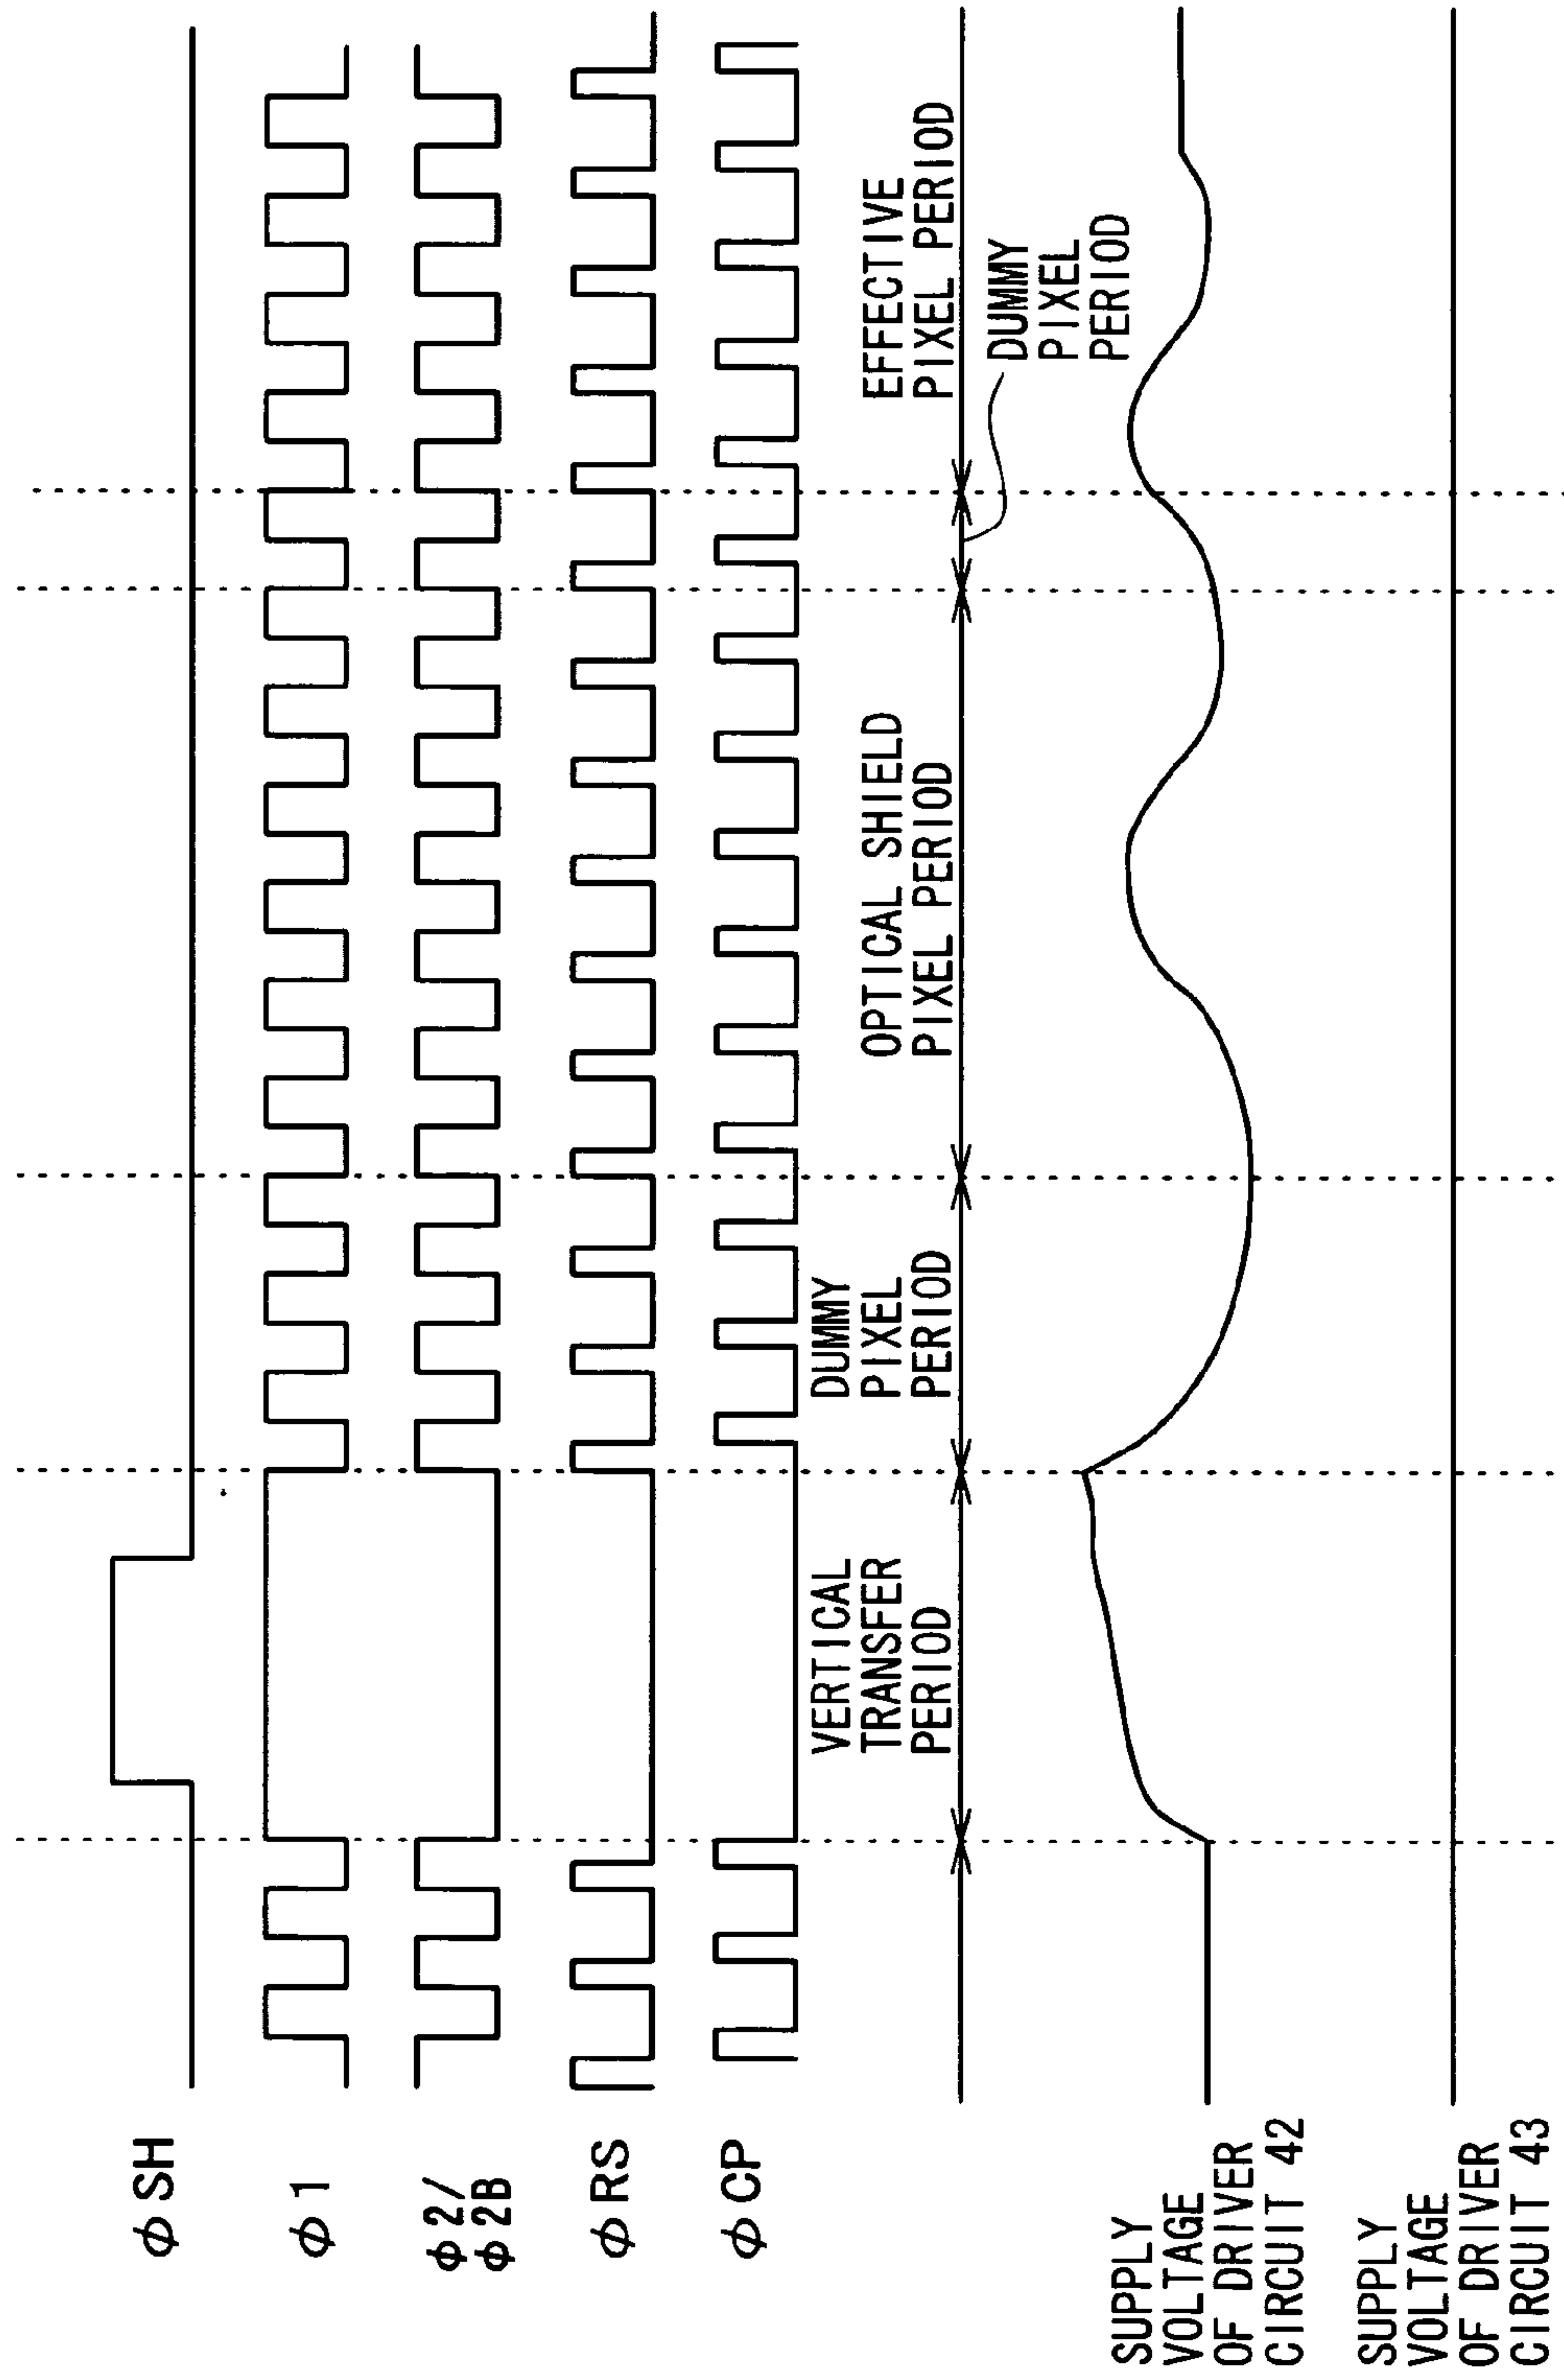 φSH
φ1
φ2/
φ2B
φRS
φCP
VERTICAL
TRANSFER
PERIOD
DUMMY
PIXEL
PERIOD
OPTICAL SHIELD
PIXEL PERIOD
EFFECTIVE
PIXEL PERIOD
DUMMY
PIXEL
PERIOD
SUPPLY
VOLTAGE
OF DRIVER
CIRCUIT 42
SUPPLY
VOLTAGE
OF DRIVER
CIRCUIT 43